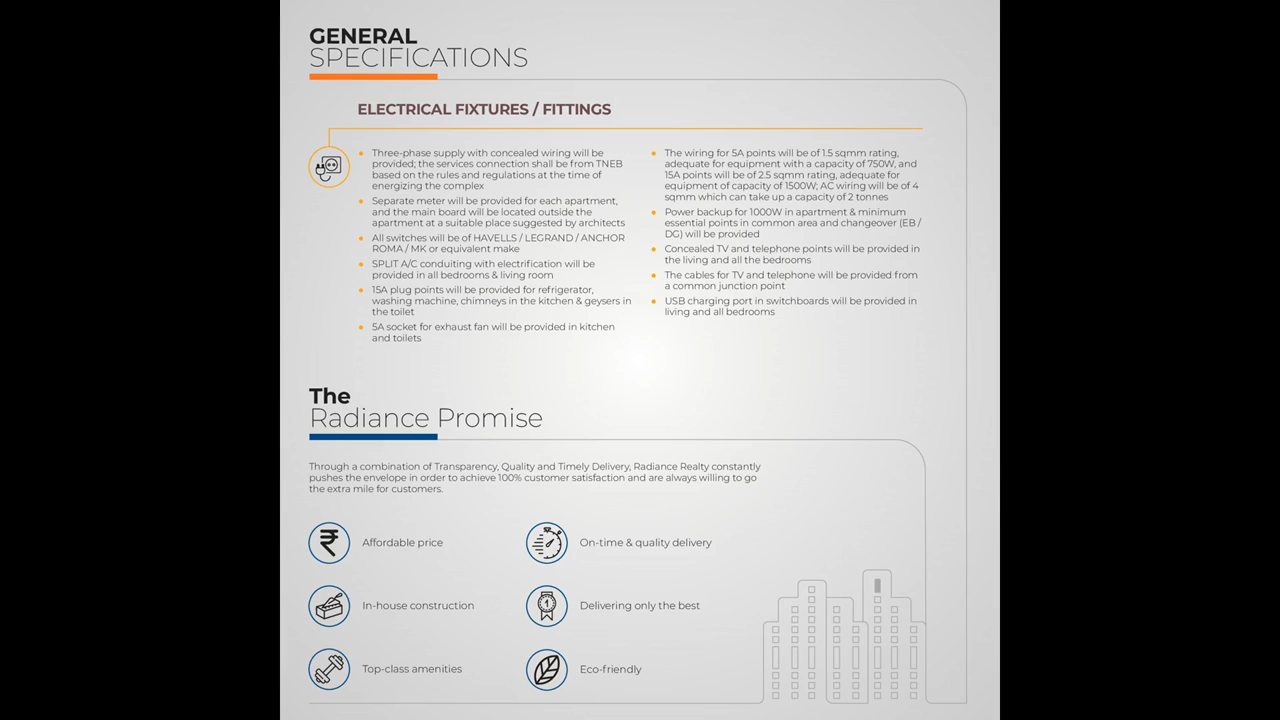 GENERAL
SPECIFICATIONS
ELECTRICAL FIXTURES / FITTINGS
Three-phase supply with concealed wiring will be
provided; the services connection shall be from TNEB
based on the rules and regulations at the time of
energizing the complex
Separate meter will be provided for each apartment,
and the main board will be located outside the
apartment at a suitable place suggested by architects
All switches will be of HAVELLS / LEGRAND / ANCHOR
ROMA / MK or equivalent make
SPLIT A/C conduiting with electrification will be
provided in all bedrooms & living room
15A plug points will be provided for refrigerator,
washing machine, chimneys in the kitchen & geysers in
the toilet
5A socket for exhaust fan will be provided in kitchen
and toilets
The wiring for 5A points will be of 1.5 sqmm rating,
adequate for equipment with a capacity of 750W, and
15A points will be of 2.5 sqmm rating, adequate for
equipment of capacity of 1500W; AC wiring will be of 4
sqmm which can take up a capacity of 2 tonnes
Power backup for 1000W in apartment & minimum
essential points in common area and changeover (EB /
DG) will be provided
Concealed TV and telephone points will be provided in
the living and all the bedrooms
The cables for TV and telephone will be provided from
a common junction point
USB charging port in switchboards will be provided in
living and all bedrooms
The
Radiance Promise
Through a combination of Transparency, Quality and Timely Delivery, Radiance Realty constantly
pushes the envelope in order to achieve 100% customer satisfaction and are always willing to go
the extra mile for customers.
Affordable price
On-time & quality delivery
In-house construction
1
Delivering only the best
Top-class amenities
Eco-friendly